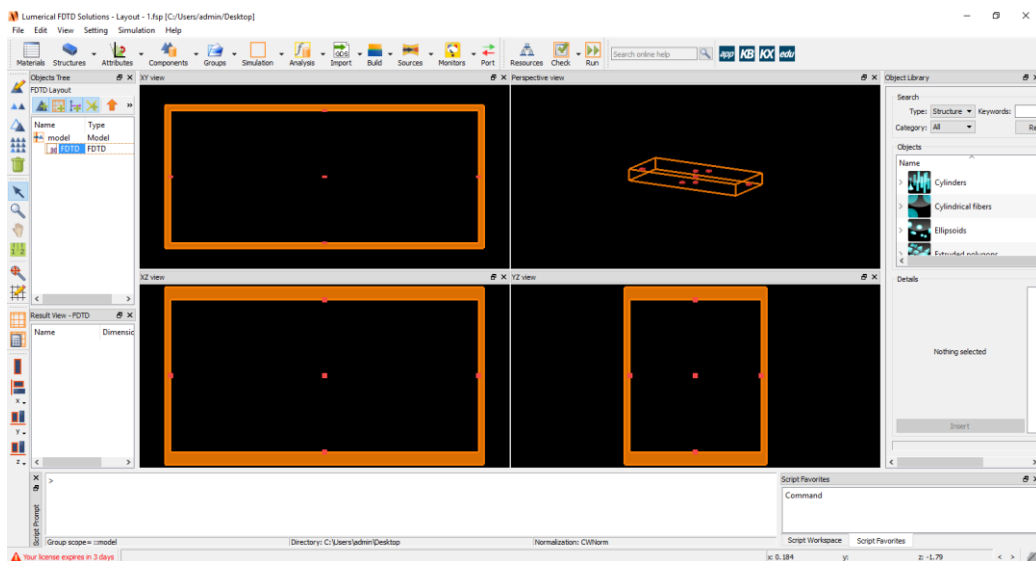 Lumerical FDTD Solutions - Layout - 1.fsp [C:/Users/admin/Desktop]
File Edit View Setting Simulation Help
Materials Structures Attributes Components Groups Simulation Analysis Import Build Sources Monitors Port Resources Check Run Search online help app KB KX edu
GDS
Objects Tree
FDTD Layout
Name Type
model Model
FDTD FDTD
XY view
Perspective view
XZ view
YZ view
Result View - FDTD
Name Dimensic
x
y
z
Object Library
Search
Type: Structure Keywords:
Category: All Re
Objects
Name
Cylinders
Cylindrical fibers
Ellipsoids
Extruded polygons
Details
Nothing selected
Insert
Script Prompt
>
Group scope= ::model Directory: C:\Users\admin\Desktop Normalization: CWNorm
Script Favorites
Command
Script Workspace Script Favorites
Your license expires in 3 days x: 0.184 y: z: -1.79